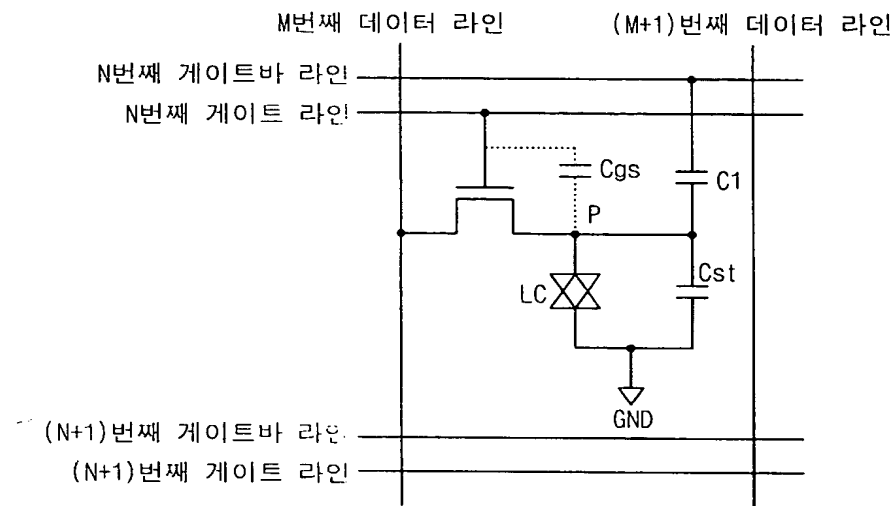 M번째 데이터 라인
(M+1)번째 데이터 라인
N번째 게이트바 라인
N번째 게이트 라인
Cgs
C1
P
Cst
LC
GND
(N+1)번째 게이트바 라인
(N+1)번째 게이트 라인